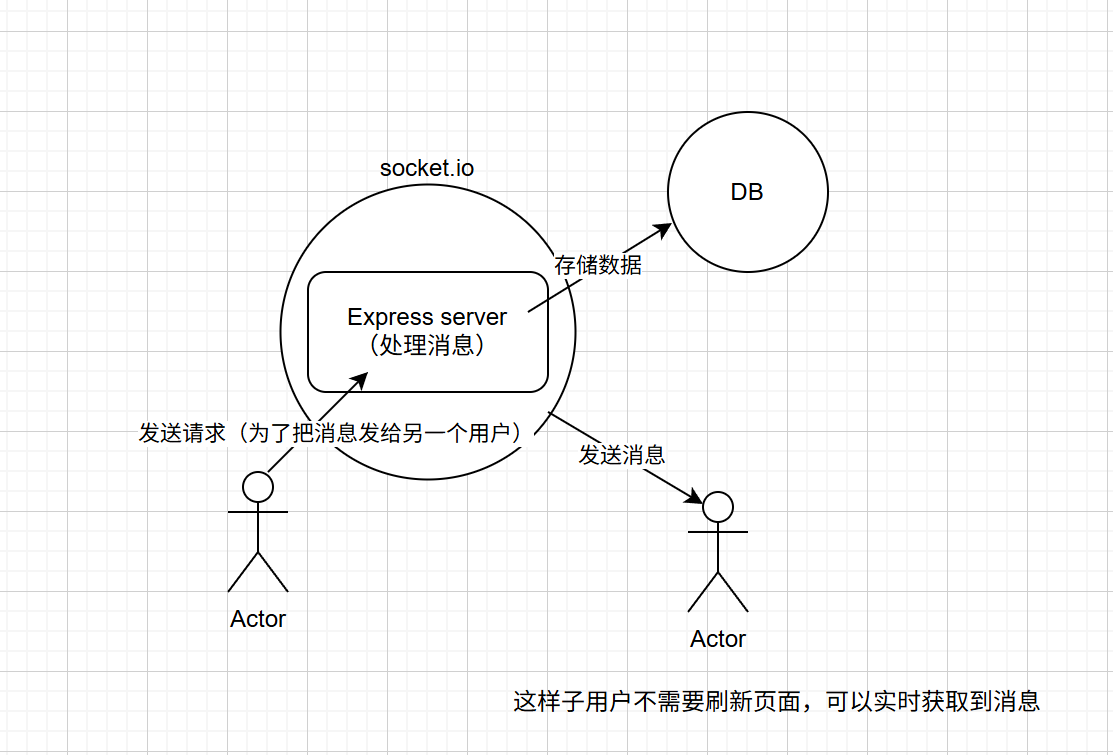 socket.io
DB
存储数据
Express server
（处理消息）
发送请求（为了把消息发给另一个用户）
发送消息
Actor
Actor
这样子用户不需要刷新页面，可以实时获取到消息